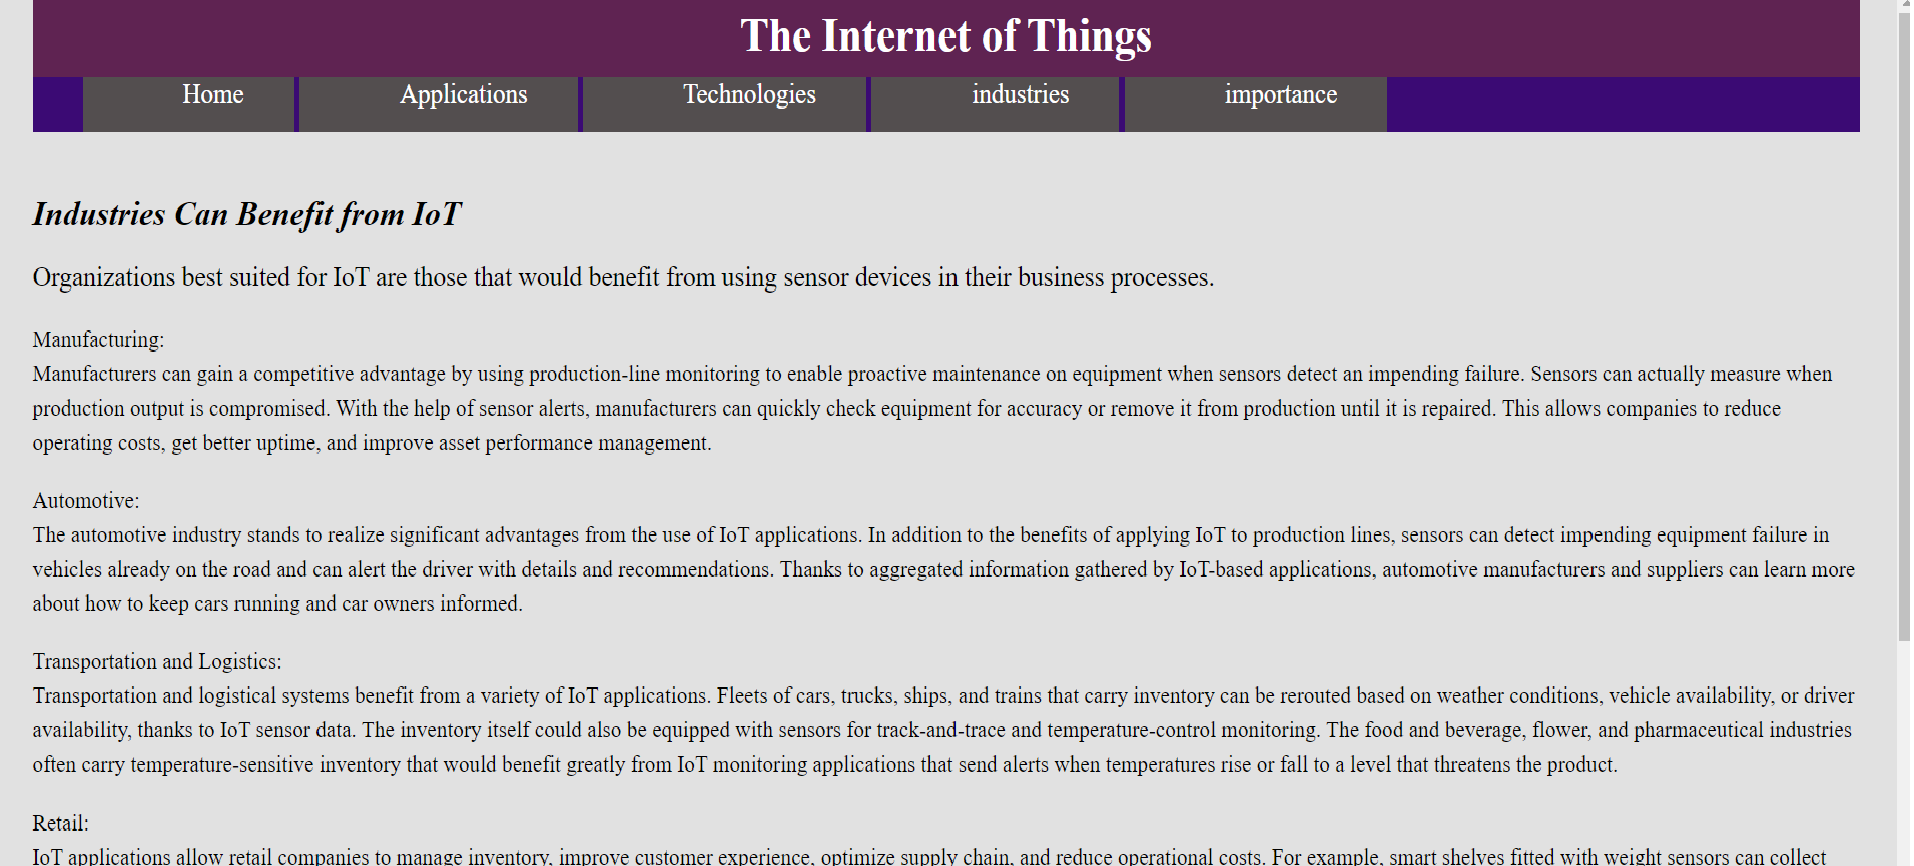 The Internet of Things
Home Applications Technologies industries importance
Industries Can Benefit from IoT
Organizations best suited for IoT are those that would benefit from using sensor devices in their business processes.
Manufacturing:
Manufacturers can gain a competitive advantage by using production-line monitoring to enable proactive maintenance on equipment when sensors detect an impending failure. Sensors can actually measure when
production output is compromised. With the help of sensor alerts, manufacturers can quickly check equipment for accuracy or remove it from production until it is repaired. This allows companies to reduce
operating costs, get better uptime, and improve asset performance management.
Automotive:
The automotive industry stands to realize significant advantages from the use of IoT applications. In addition to the benefits of applying IoT to production lines, sensors can detect impending equipment failure in
vehicles already on the road and can alert the driver with details and recommendations. Thanks to aggregated information gathered by IoT-based applications, automotive manufacturers and suppliers can learn more
about how to keep cars running and car owners informed.
Transportation and Logistics:
Transportation and logistical systems benefit from a variety of IoT applications. Fleets of cars, trucks, ships, and trains that carry inventory can be rerouted based on weather conditions, vehicle availability, or driver
availability, thanks to IoT sensor data. The inventory itself could also be equipped with sensors for track-and-trace and temperature-control monitoring. The food and beverage, flower, and pharmaceutical industries
often carry temperature-sensitive inventory that would benefit greatly from IoT monitoring applications that send alerts when temperatures rise or fall to a level that threatens the product.
Retail:
IoT applications allow retail companies to manage inventory, improve customer experience, optimize supply chain, and reduce operational costs. For example, smart shelves fitted with weight sensors can collect